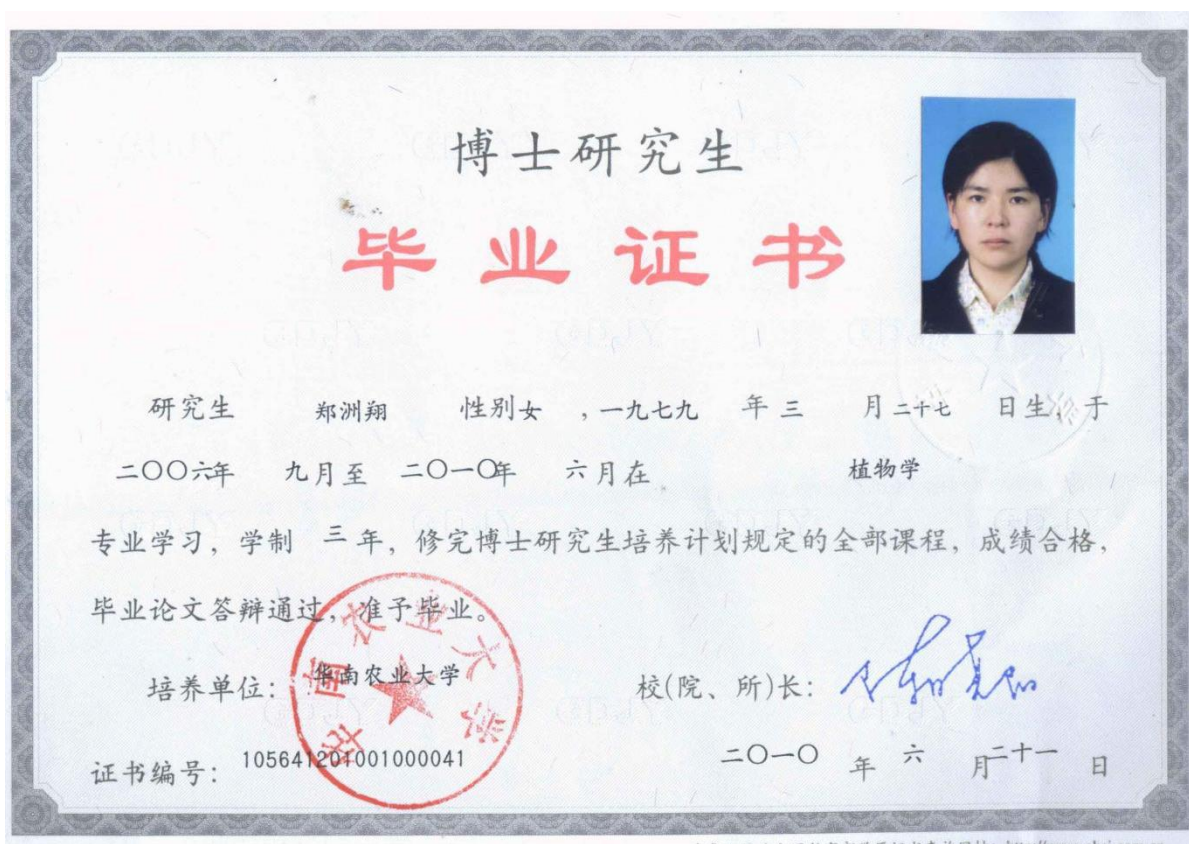 博士研究生
毕业证书
研究生 郑洲翔 性别女 ,一九七九 年 三 月 二十七 日生,于
二〇〇六年 九月至 二〇一〇年 六月在 植物学
专业学习,学制 三 年,修完博士研究生培养计划规定的全部课程,成绩合格,
毕业论文答辩通过,准予毕业。
培养单位: 华南农业大学 校(院、所)长:
华南农业大学
证书编号: 105641201001000041 二〇一〇 年 六 月二十一 日